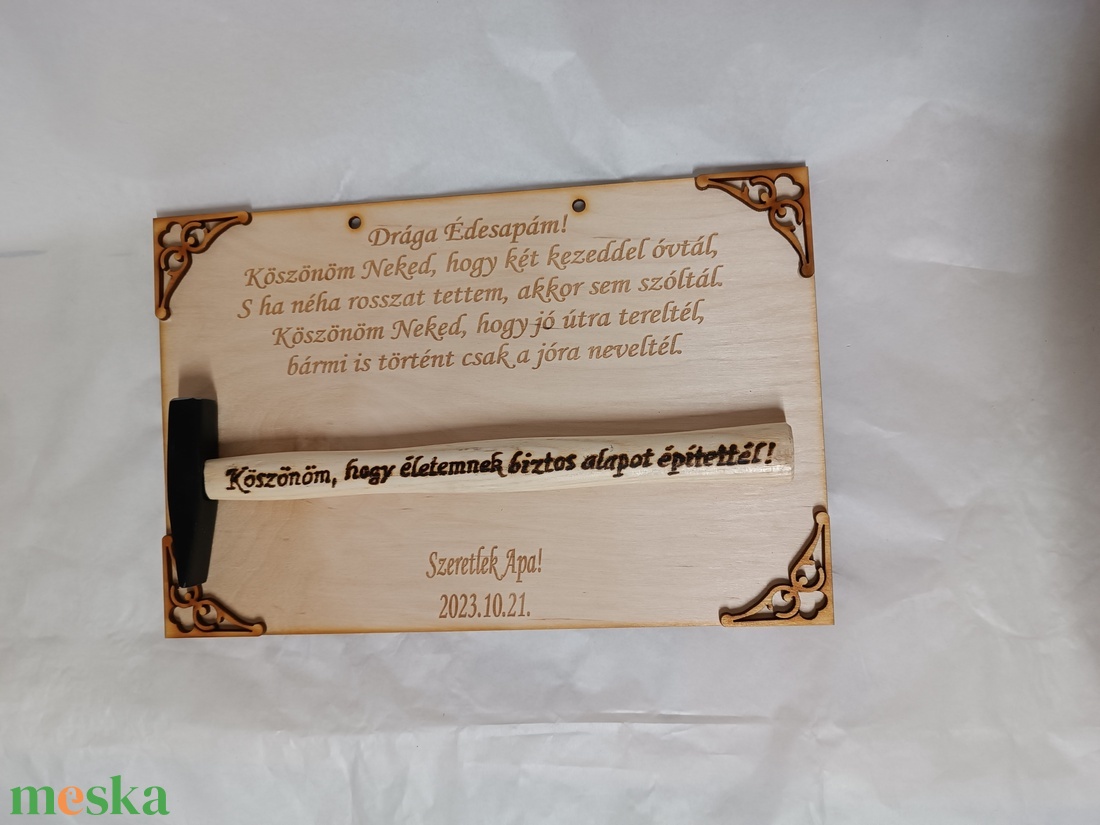 Drága Édesapám!
Köszönöm Neked, hogy két kezeddel óvtál,
S ha néha rosszat tettem, akkor sem szóltál.
Köszönöm Neked, hogy jó útra tereltél,
bármi is történt csak a jóra neveltél.
Köszönöm, hogy életemnek biztos alapot építettél!
Szeretlek Apa!
2023.10.21.
meska